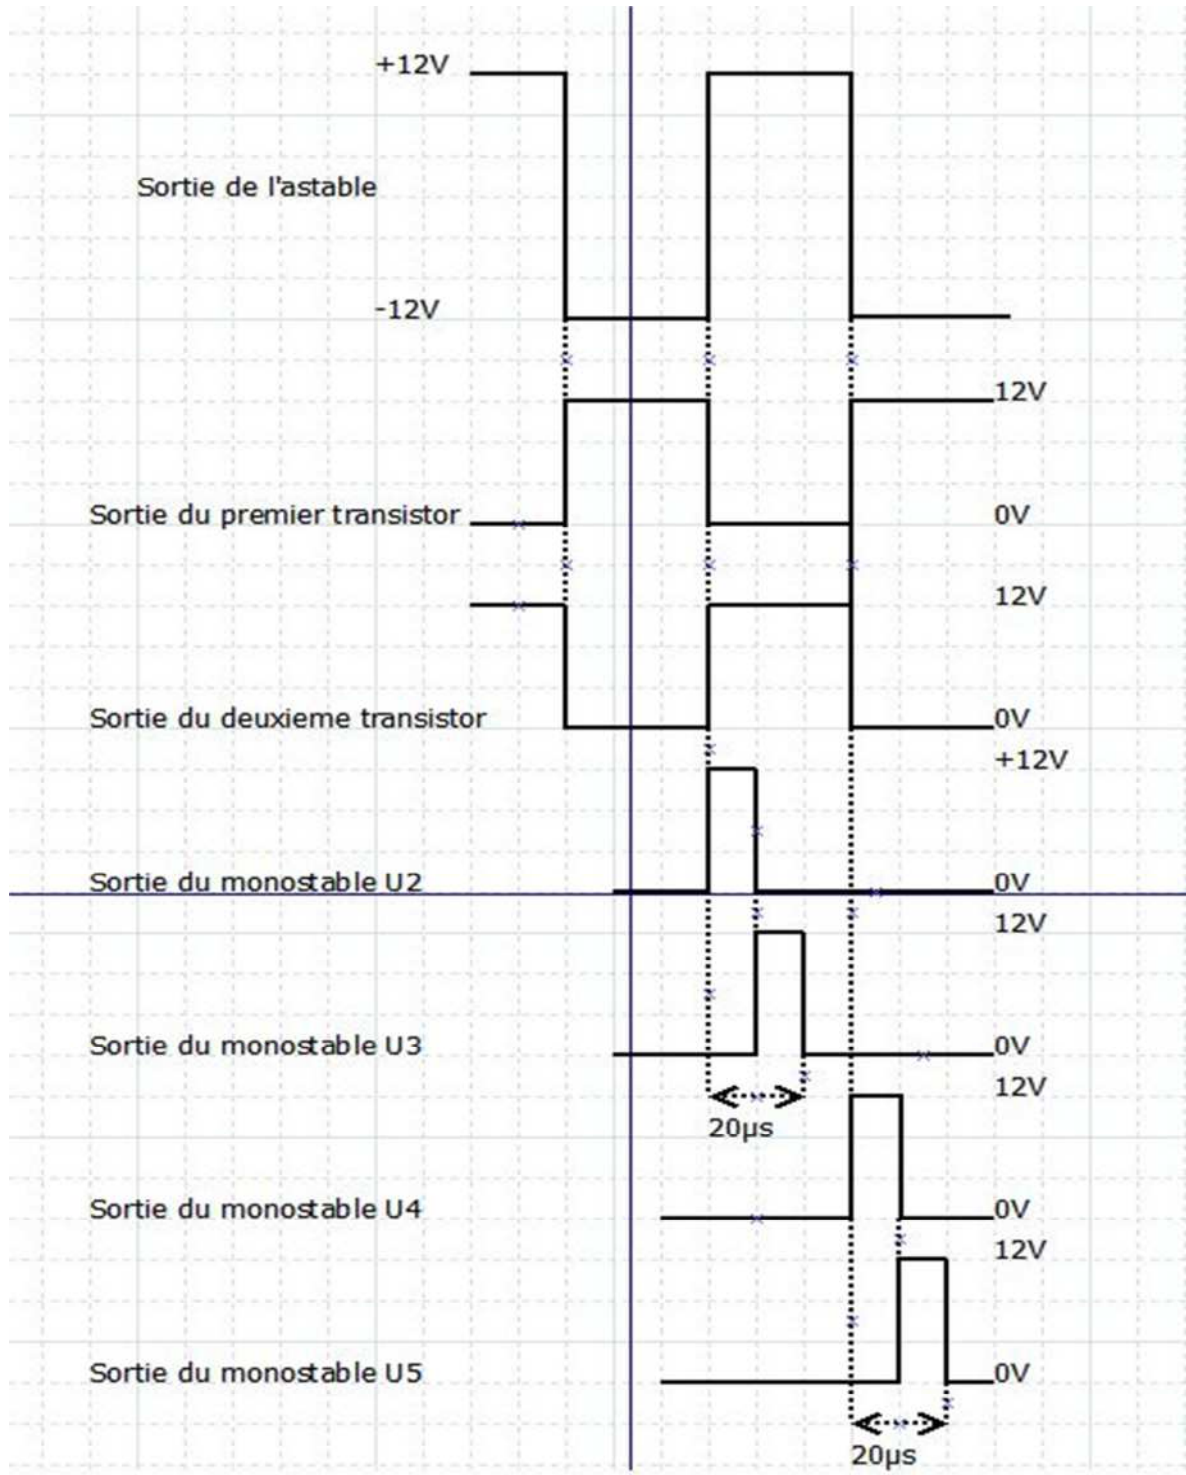 +12V
Sortie de l'astable
-12V
12V
Sortie du premier transistor
0V
12V
Sortie du deuxieme transistor
0V
+12V
Sortie du monostable U2
0V
12V
Sortie du monostable U3
0V
12V
20µs
Sortie du monostable U4
0V
12V
Sortie du monostable U5
0V
20µs